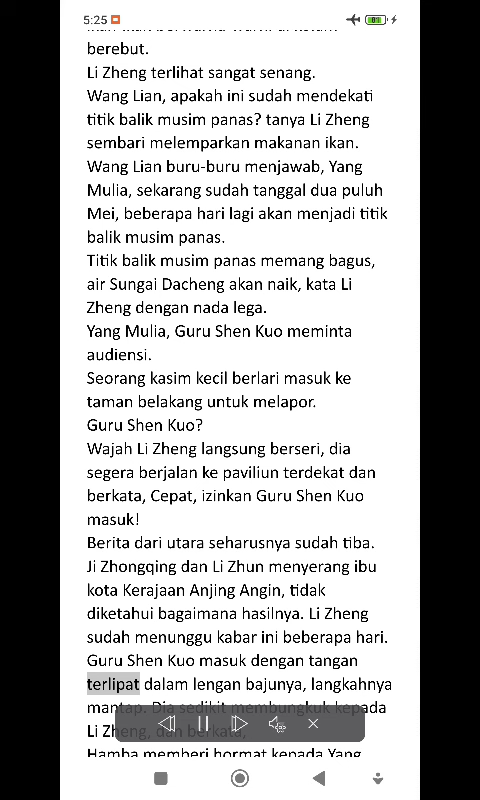 5:25
81
berebut.
Li Zheng terlihat sangat senang.
Wang Lian, apakah ini sudah mendekati
titik balik musim panas? tanya Li Zheng
sembari melemparkan makanan ikan.
Wang Lian buru-buru menjawab, Yang
Mulia, sekarang sudah tanggal dua puluh
Mei, beberapa hari lagi akan menjadi titik
balik musim panas.
Titik balik musim panas memang bagus,
air Sungai Dacheng akan naik, kata Li
Zheng dengan nada lega.
Yang Mulia, Guru Shen Kuo meminta
audiensi.
Seorang kasim kecil berlari masuk ke
taman belakang untuk melapor.
Guru Shen Kuo?
Wajah Li Zheng langsung berseri, dia
segera berjalan ke paviliun terdekat dan
berkata, Cepat, izinkan Guru Shen Kuo
masuk!
Berita dari utara seharusnya sudah tiba.
Ji Zhongqing dan Li Zhun menyerang ibu
kota Kerajaan Anjing Angin, tidak
diketahui bagaimana hasilnya. Li Zheng
sudah menunggu kabar ini beberapa hari.
Guru Shen Kuo masuk dengan tangan
terlipat dalam lengan bajunya, langkahnya
mantap. Dia sedikit membungkuk kepada
Li Zheng, dan berkata,
Hamba memberi hormat kepada Yang